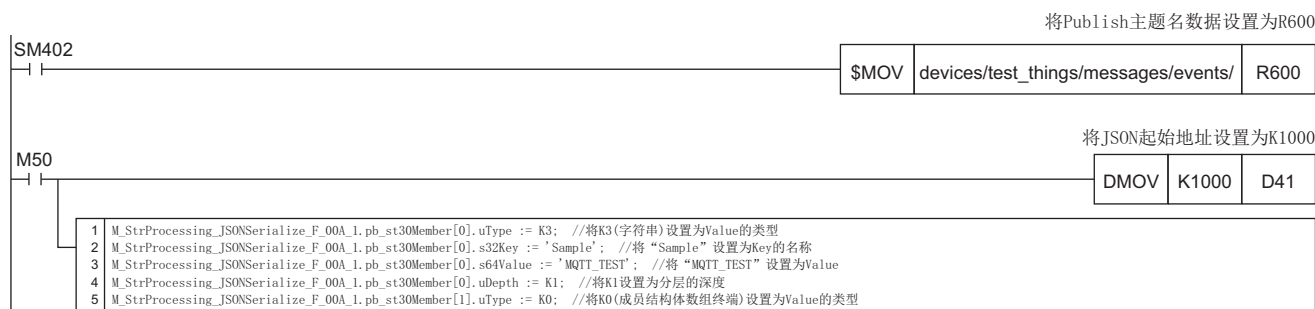 将Publish主题名数据设置为R600
SM402
$MOV devices/test_things/messages/events/ R600
将JSON起始地址设置为K1000
M50
DMOV K1000 D41
1 M_StrProcessing_JSONSerialize_F_00A_1.pb_st30Member[0].uType := K3; //将K3(字符串)设置为Value的类型
2 M_StrProcessing_JSONSerialize_F_00A_1.pb_st30Member[0].s32Key := 'Sample'; //将“Sample”设置为Key的名称
3 M_StrProcessing_JSONSerialize_F_00A_1.pb_st30Member[0].s64Value := 'MQTT_TEST'; //将“MQTT_TEST”设置为Value
4 M_StrProcessing_JSONSerialize_F_00A_1.pb_st30Member[0].uDepth := K1; //将K1设置为分层的深度
5 M_StrProcessing_JSONSerialize_F_00A_1.pb_st30Member[1].uType := K0; //将K0(成员结构体数组终端)设置为Value的类型